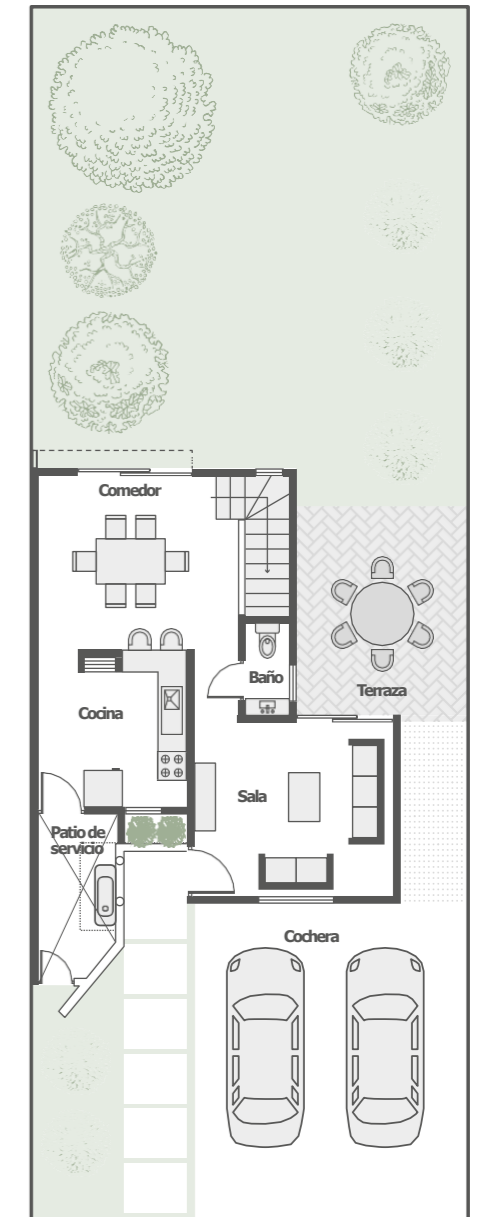 Comedor
Baño
Terraza
Cocina
Sala
Patio de
servicio
Cochera